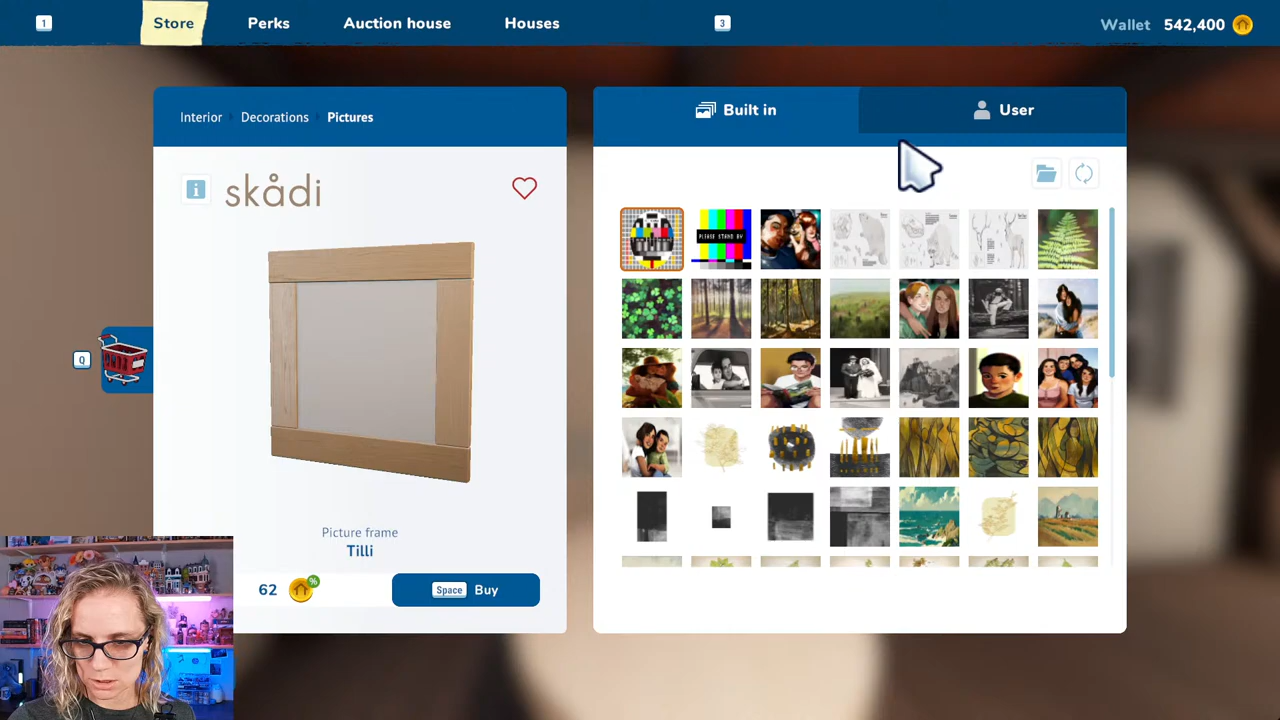 1 Store Perks Auction house Houses 3 Wallet 542,400
Interior Decorations Pictures
Built in
User
i skådi
PLEASE STAND BY
Q
Picture frame
Tilli
62 %
Space Buy